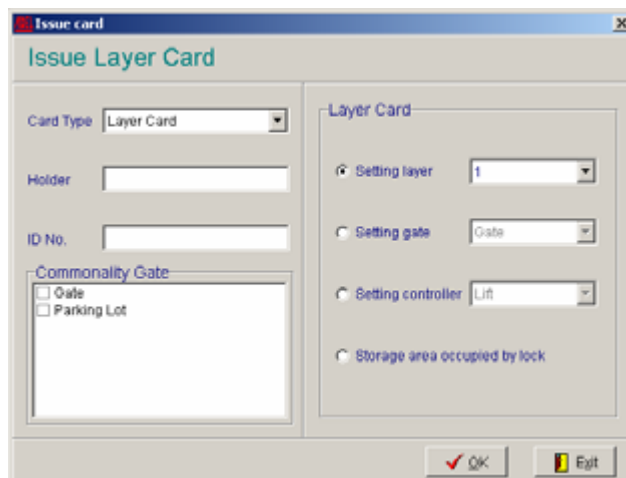 Issue card
Issue Layer Card
Card Type Layer Card
Holder
ID No.
Commonality Gate
Gate
Parking Lot
Layer Card
Setting layer 1
Setting gate Gate
Setting controller Lift
Storage area occupied by lock
OK
Exit